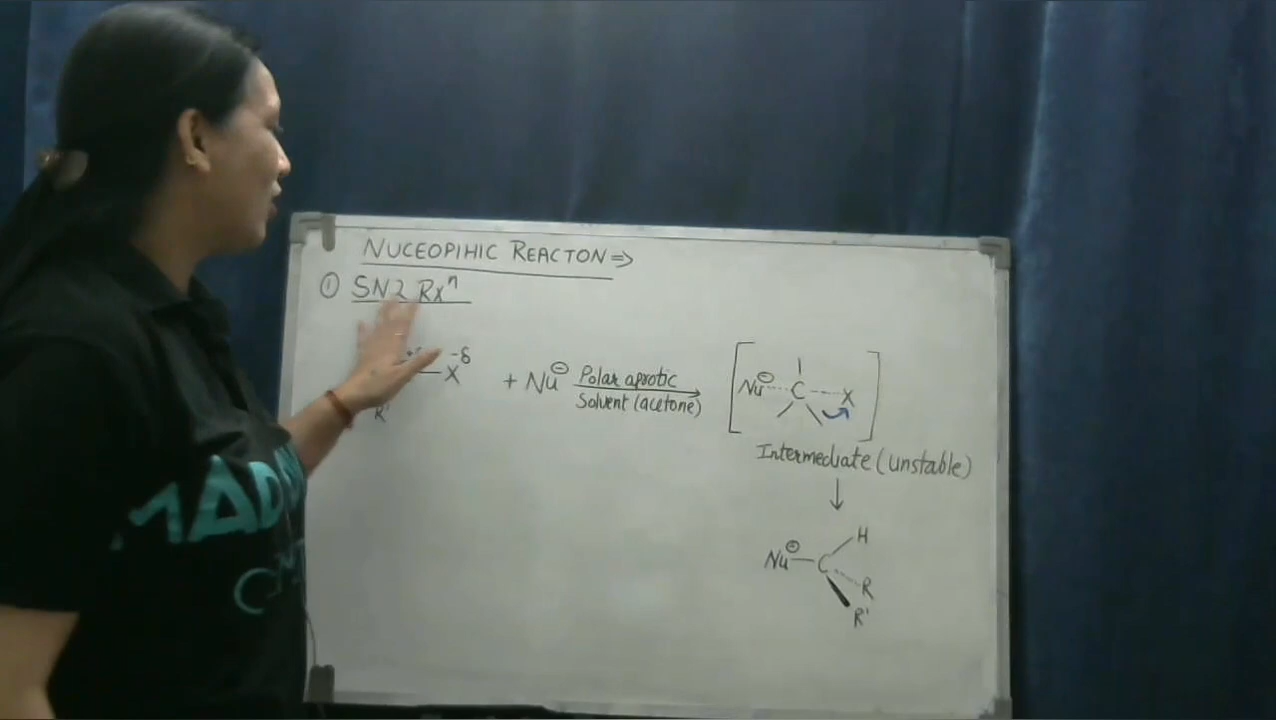 NUCEOPIHIC REACTON ⇒
① SN2 Rxⁿ
-δ
X
R'
+ Nu⊖ Polar aprotic
Solvent (acetone)
Nu⊖ C X
Intermediate (unstable)
↓
H
Nu⊕ C
R
R'